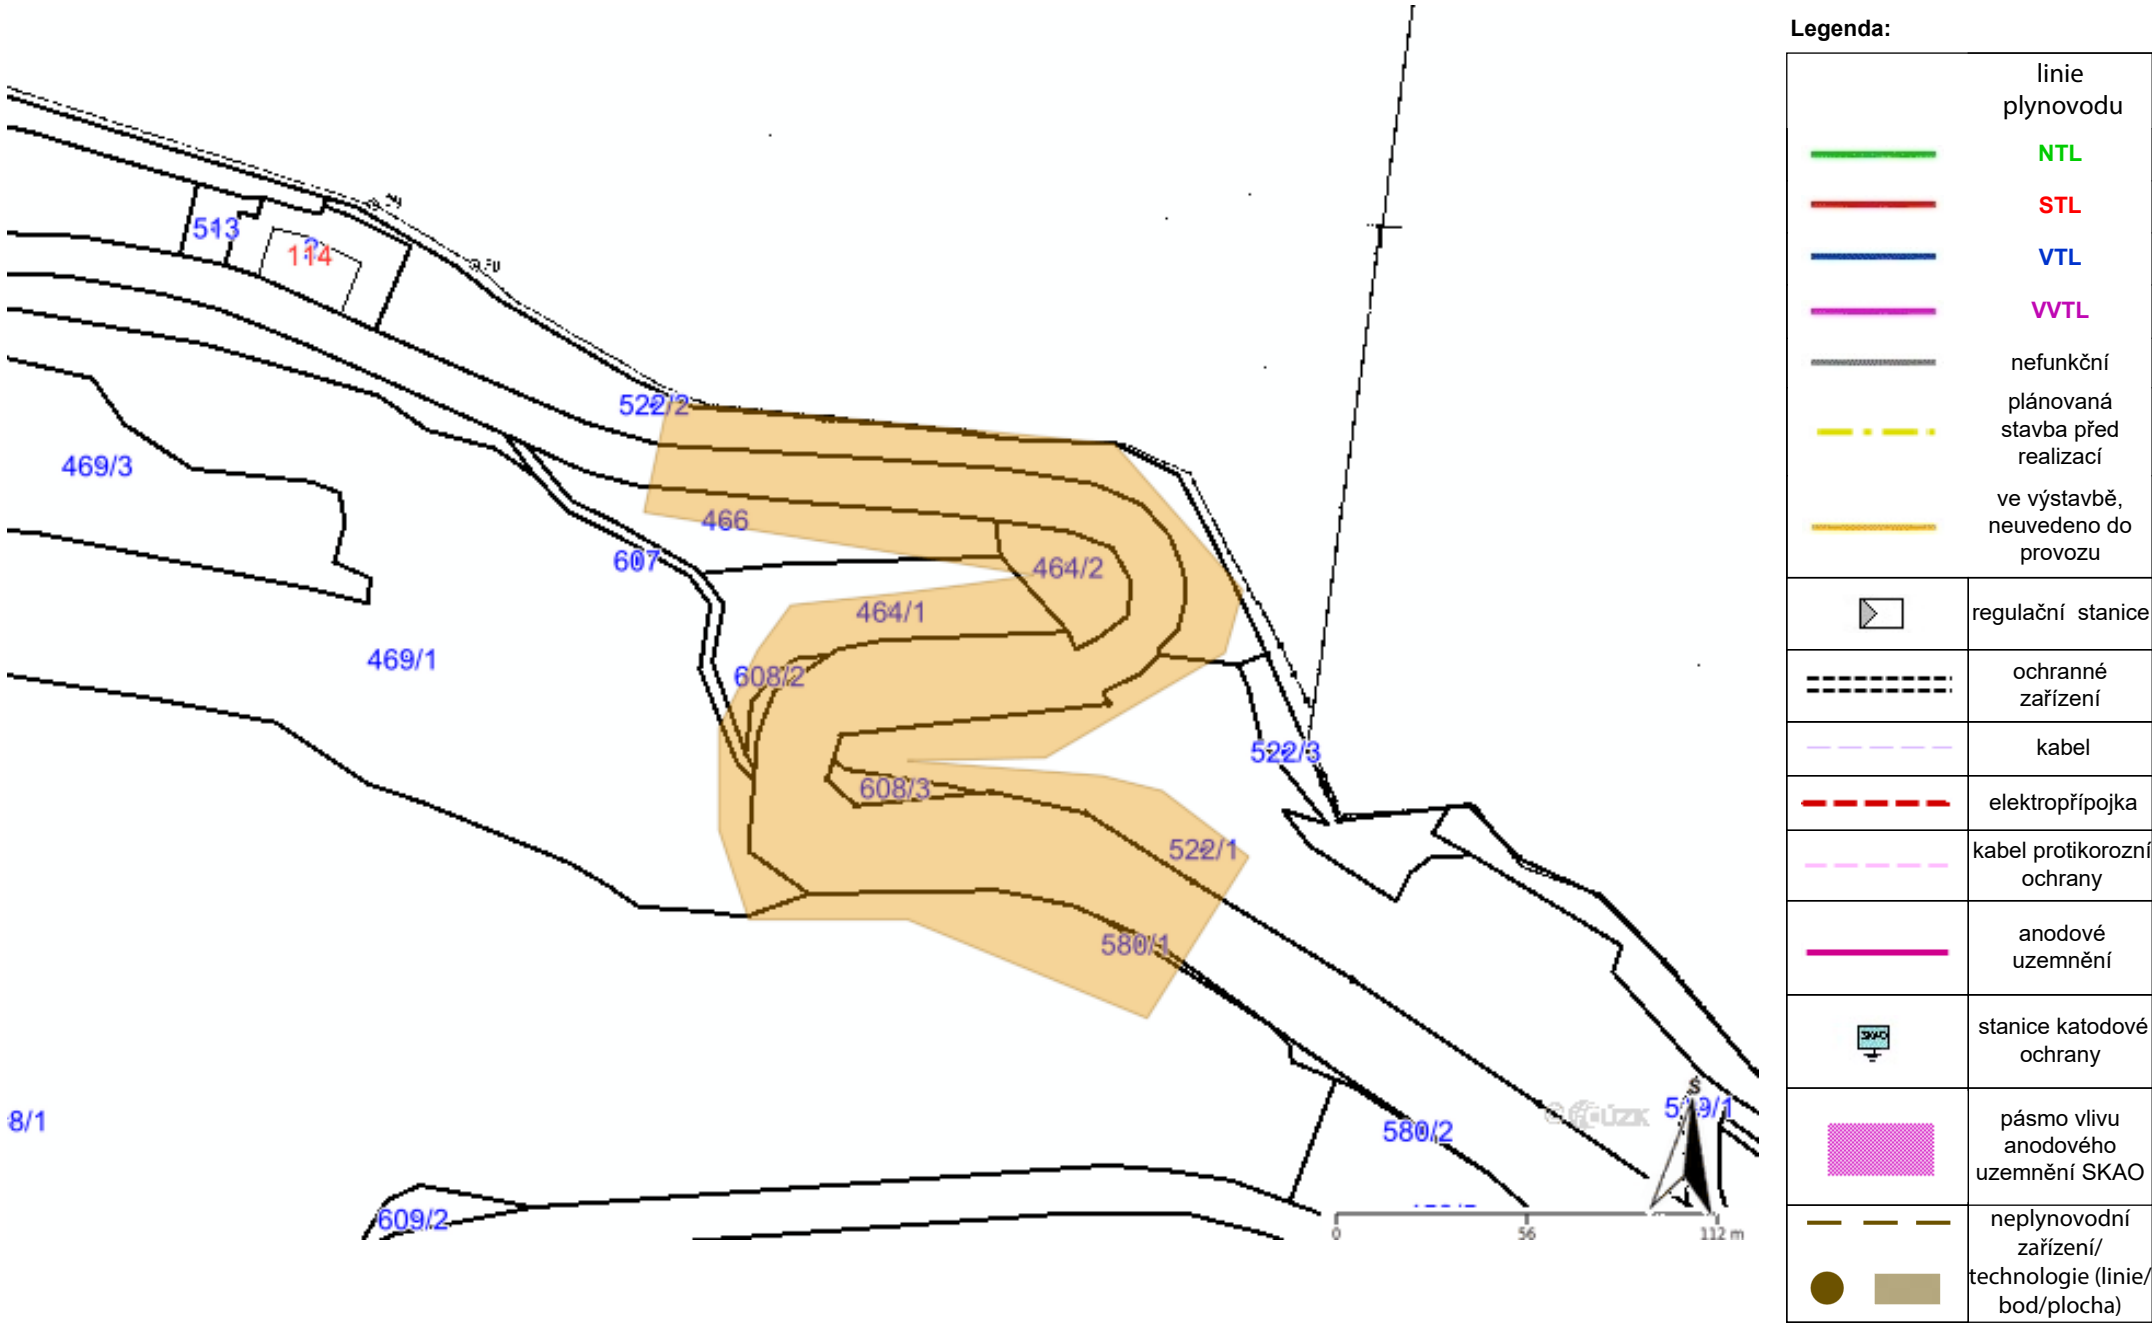 Legenda:
linie
plynovodu
NTL
STL
VTL
VVTL
nefunkční
plánovaná
stavba před
realizací
ve výstavbě,
neuvedeno do
provozu
regulační stanice
ochranné
zařízení
kabel
elektropřípojka
kabel protikorozní
ochrany
anodové
uzemnění
SKAO
stanice katodové
ochrany
pásmo vlivu
anodového
uzemnění SKAO
neplynovodní
zařízení/
technologie (linie/
bod/plocha)
513
114
522/2
469/3
466
607
464/2
464/1
469/1
608/2
522/3
608/3
522/1
580/1
8/1
580/2
609/2
S
0
56
112 m